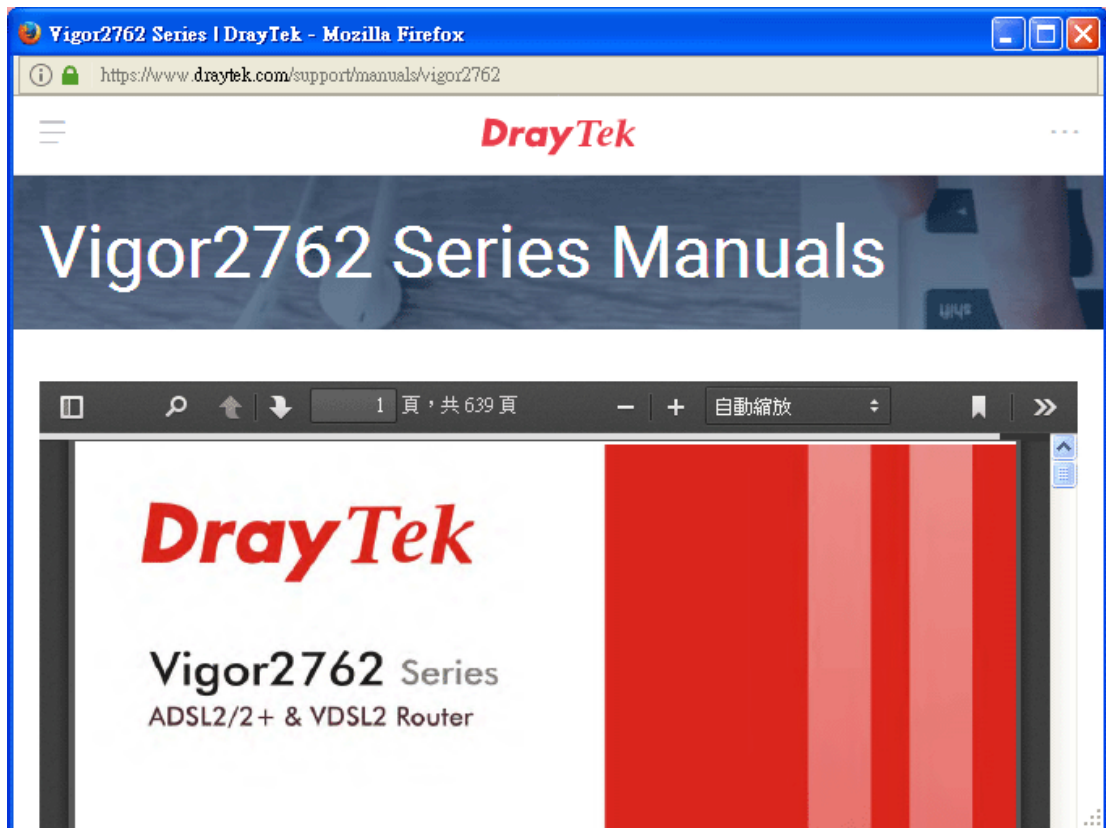 Vigor2762 Series | DrayTek - Mozilla Firefox
https://www.draytek.com/support/manuals/vigor2762
DrayTek
Vigor2762 Series Manuals
shift
1 頁,共 639 頁
自動縮放
DrayTek
Vigor2762 Series
ADSL2/2+ & VDSL2 Router